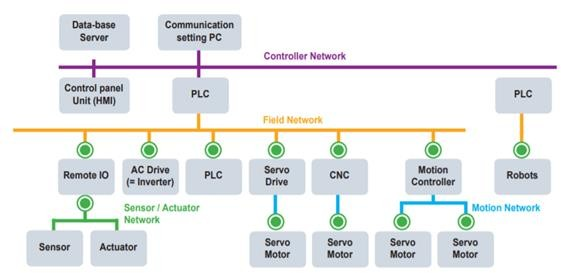 Data-base
Server
Communication
setting PC
Controller Network
Control panel
Unit (HMI)
PLC
PLC
Field Network
Remote IO
AC Drive
(= Inverter)
PLC
Servo
Drive
CNC
Motion
Controller
Robots
Sensor / Actuator
Network
Motion Network
Sensor
Actuator
Servo
Motor
Servo
Motor
Servo
Motor
Servo
Motor